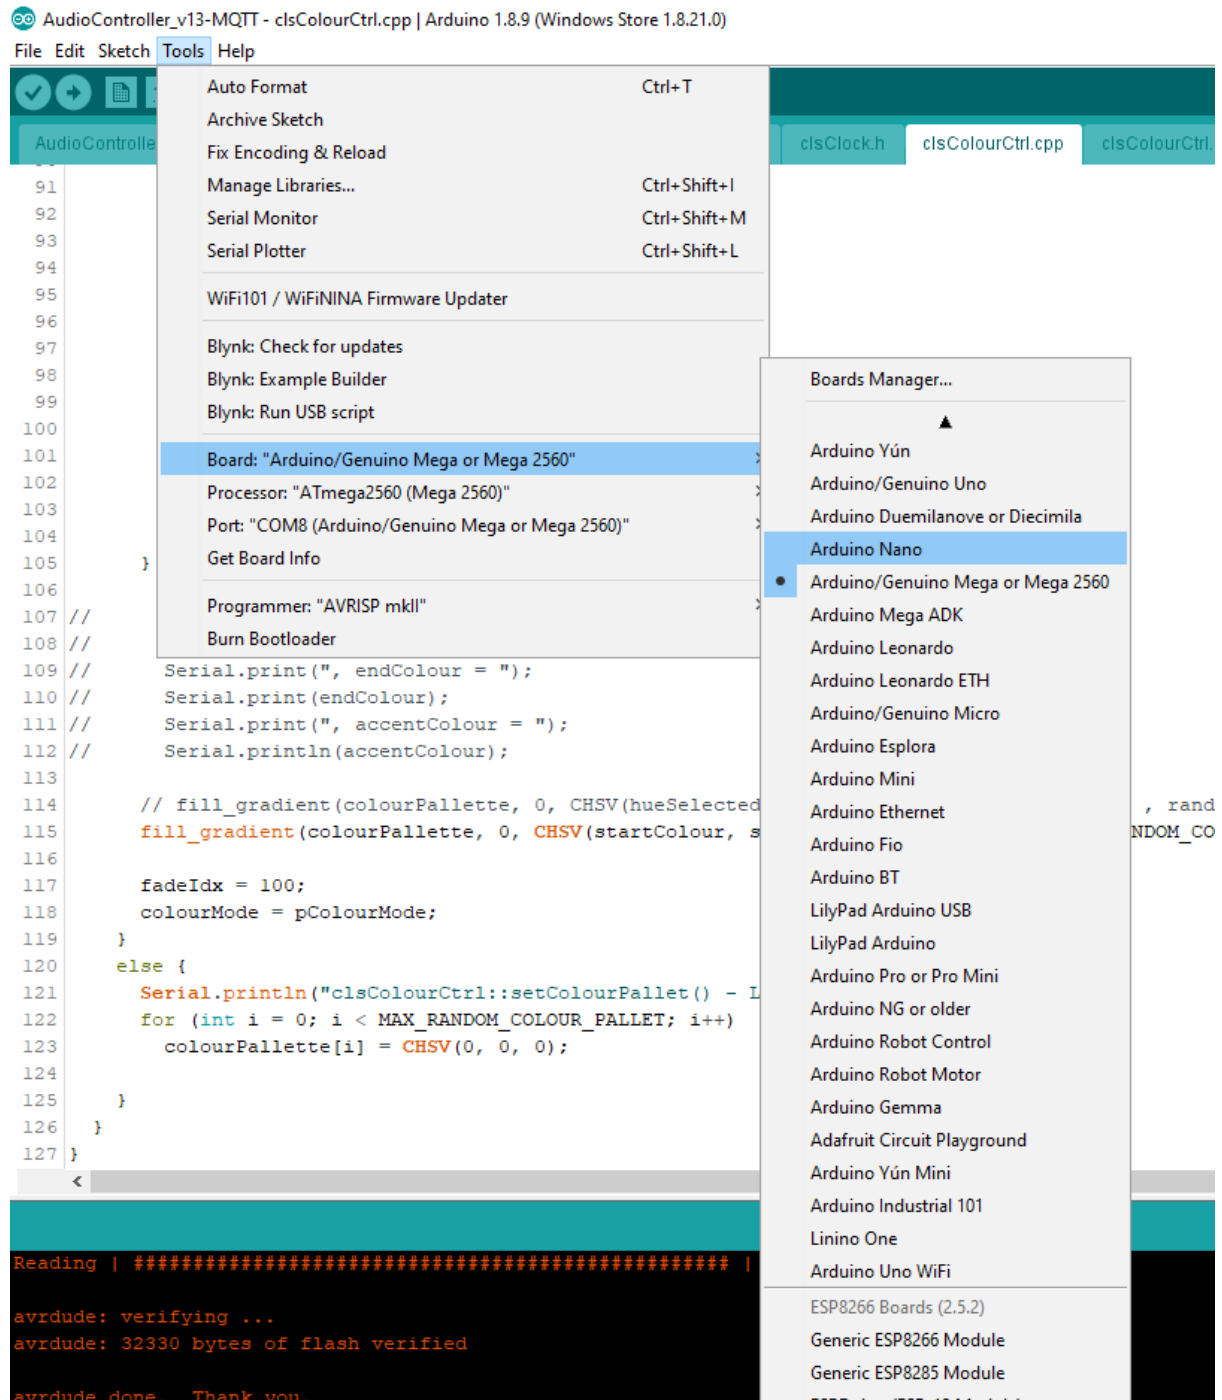 AudioController_v13-MQTT - clsColourCtrl.cpp | Arduino 1.8.9 (Windows Store 1.8.21.0)
File Edit Sketch Tools Help
Auto Format Ctrl+T
Archive Sketch
Fix Encoding & Reload
Manage Libraries... Ctrl+Shift+I
Serial Monitor Ctrl+Shift+M
Serial Plotter Ctrl+Shift+L
WiFi101 / WiFiNINA Firmware Updater
Blynk: Check for updates
Blynk: Example Builder
Blynk: Run USB script
Board: "Arduino/Genuino Mega or Mega 2560"
Processor: "ATmega2560 (Mega 2560)"
Port: "COM8 (Arduino/Genuino Mega or Mega 2560)"
Get Board Info
Programmer: "AVRISP mkII"
Burn Bootloader
Boards Manager...
Arduino Yún
Arduino/Genuino Uno
Arduino Duemilanove or Diecimila
Arduino Nano
Arduino/Genuino Mega or Mega 2560
Arduino Mega ADK
Arduino Leonardo
Arduino Leonardo ETH
Arduino/Genuino Micro
Arduino Esplora
Arduino Mini
Arduino Ethernet
Arduino Fio
Arduino BT
LilyPad Arduino USB
LilyPad Arduino
Arduino Pro or Pro Mini
Arduino NG or older
Arduino Robot Control
Arduino Robot Motor
Arduino Gemma
Adafruit Circuit Playground
Arduino Yún Mini
Arduino Industrial 101
Linino One
Arduino Uno WiFi
ESP8266 Boards (2.5.2)
Generic ESP8266 Module
Generic ESP8285 Module
AudioControlle clsClock.h clsColourCtrl.cpp clsColourCtrl.
91
92
93
94
95
96
97
98
99
100
101
102
103
104
105 }
106
107 //
108 //
109 // Serial.print(", endColour = ");
110 // Serial.print(endColour);
111 // Serial.print(", accentColour = ");
112 // Serial.println(accentColour);
113
114 // fill_gradient(colourPallette, 0, CHSV(hueSelected , rand
115 fill_gradient(colourPallette, 0, CHSV(startColour, s NDOM_CO
116
117 fadeIdx = 100;
118 colourMode = pColourMode;
119 }
120 else {
121 Serial.println("clsColourCtrl::setColourPallet() - L
122 for (int i = 0; i < MAX_RANDOM_COLOUR_PALLET; i++)
123 colourPallette[i] = CHSV(0, 0, 0);
124
125 }
126 }
127 }
Reading | ################################################## |
avrdude: verifying ...
avrdude: 32330 bytes of flash verified
avrdude done. Thank you.